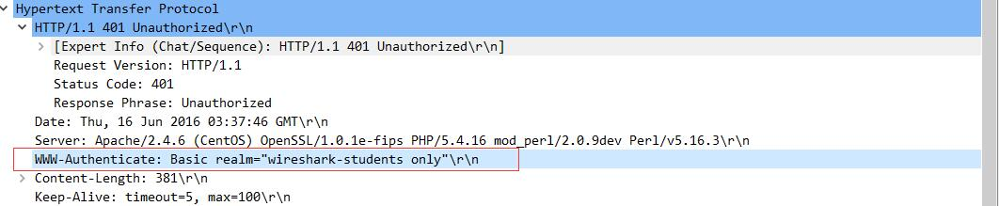 Hypertext Transfer Protocol
HTTP/1.1 401 Unauthorized\r\n
[Expert Info (Chat/Sequence): HTTP/1.1 401 Unauthorized\r\n]
Request Version: HTTP/1.1
Status Code: 401
Response Phrase: Unauthorized
Date: Thu, 16 Jun 2016 03:37:46 GMT\r\n
Server: Apache/2.4.6 (CentOS) OpenSSL/1.0.1e-fips PHP/5.4.16 mod_perl/2.0.9dev Perl/v5.16.3\r\n
WWW-Authenticate: Basic realm="wireshark-students only"\r\n
Content-Length: 381\r\n
Keep-Alive: timeout=5, max=100\r\n